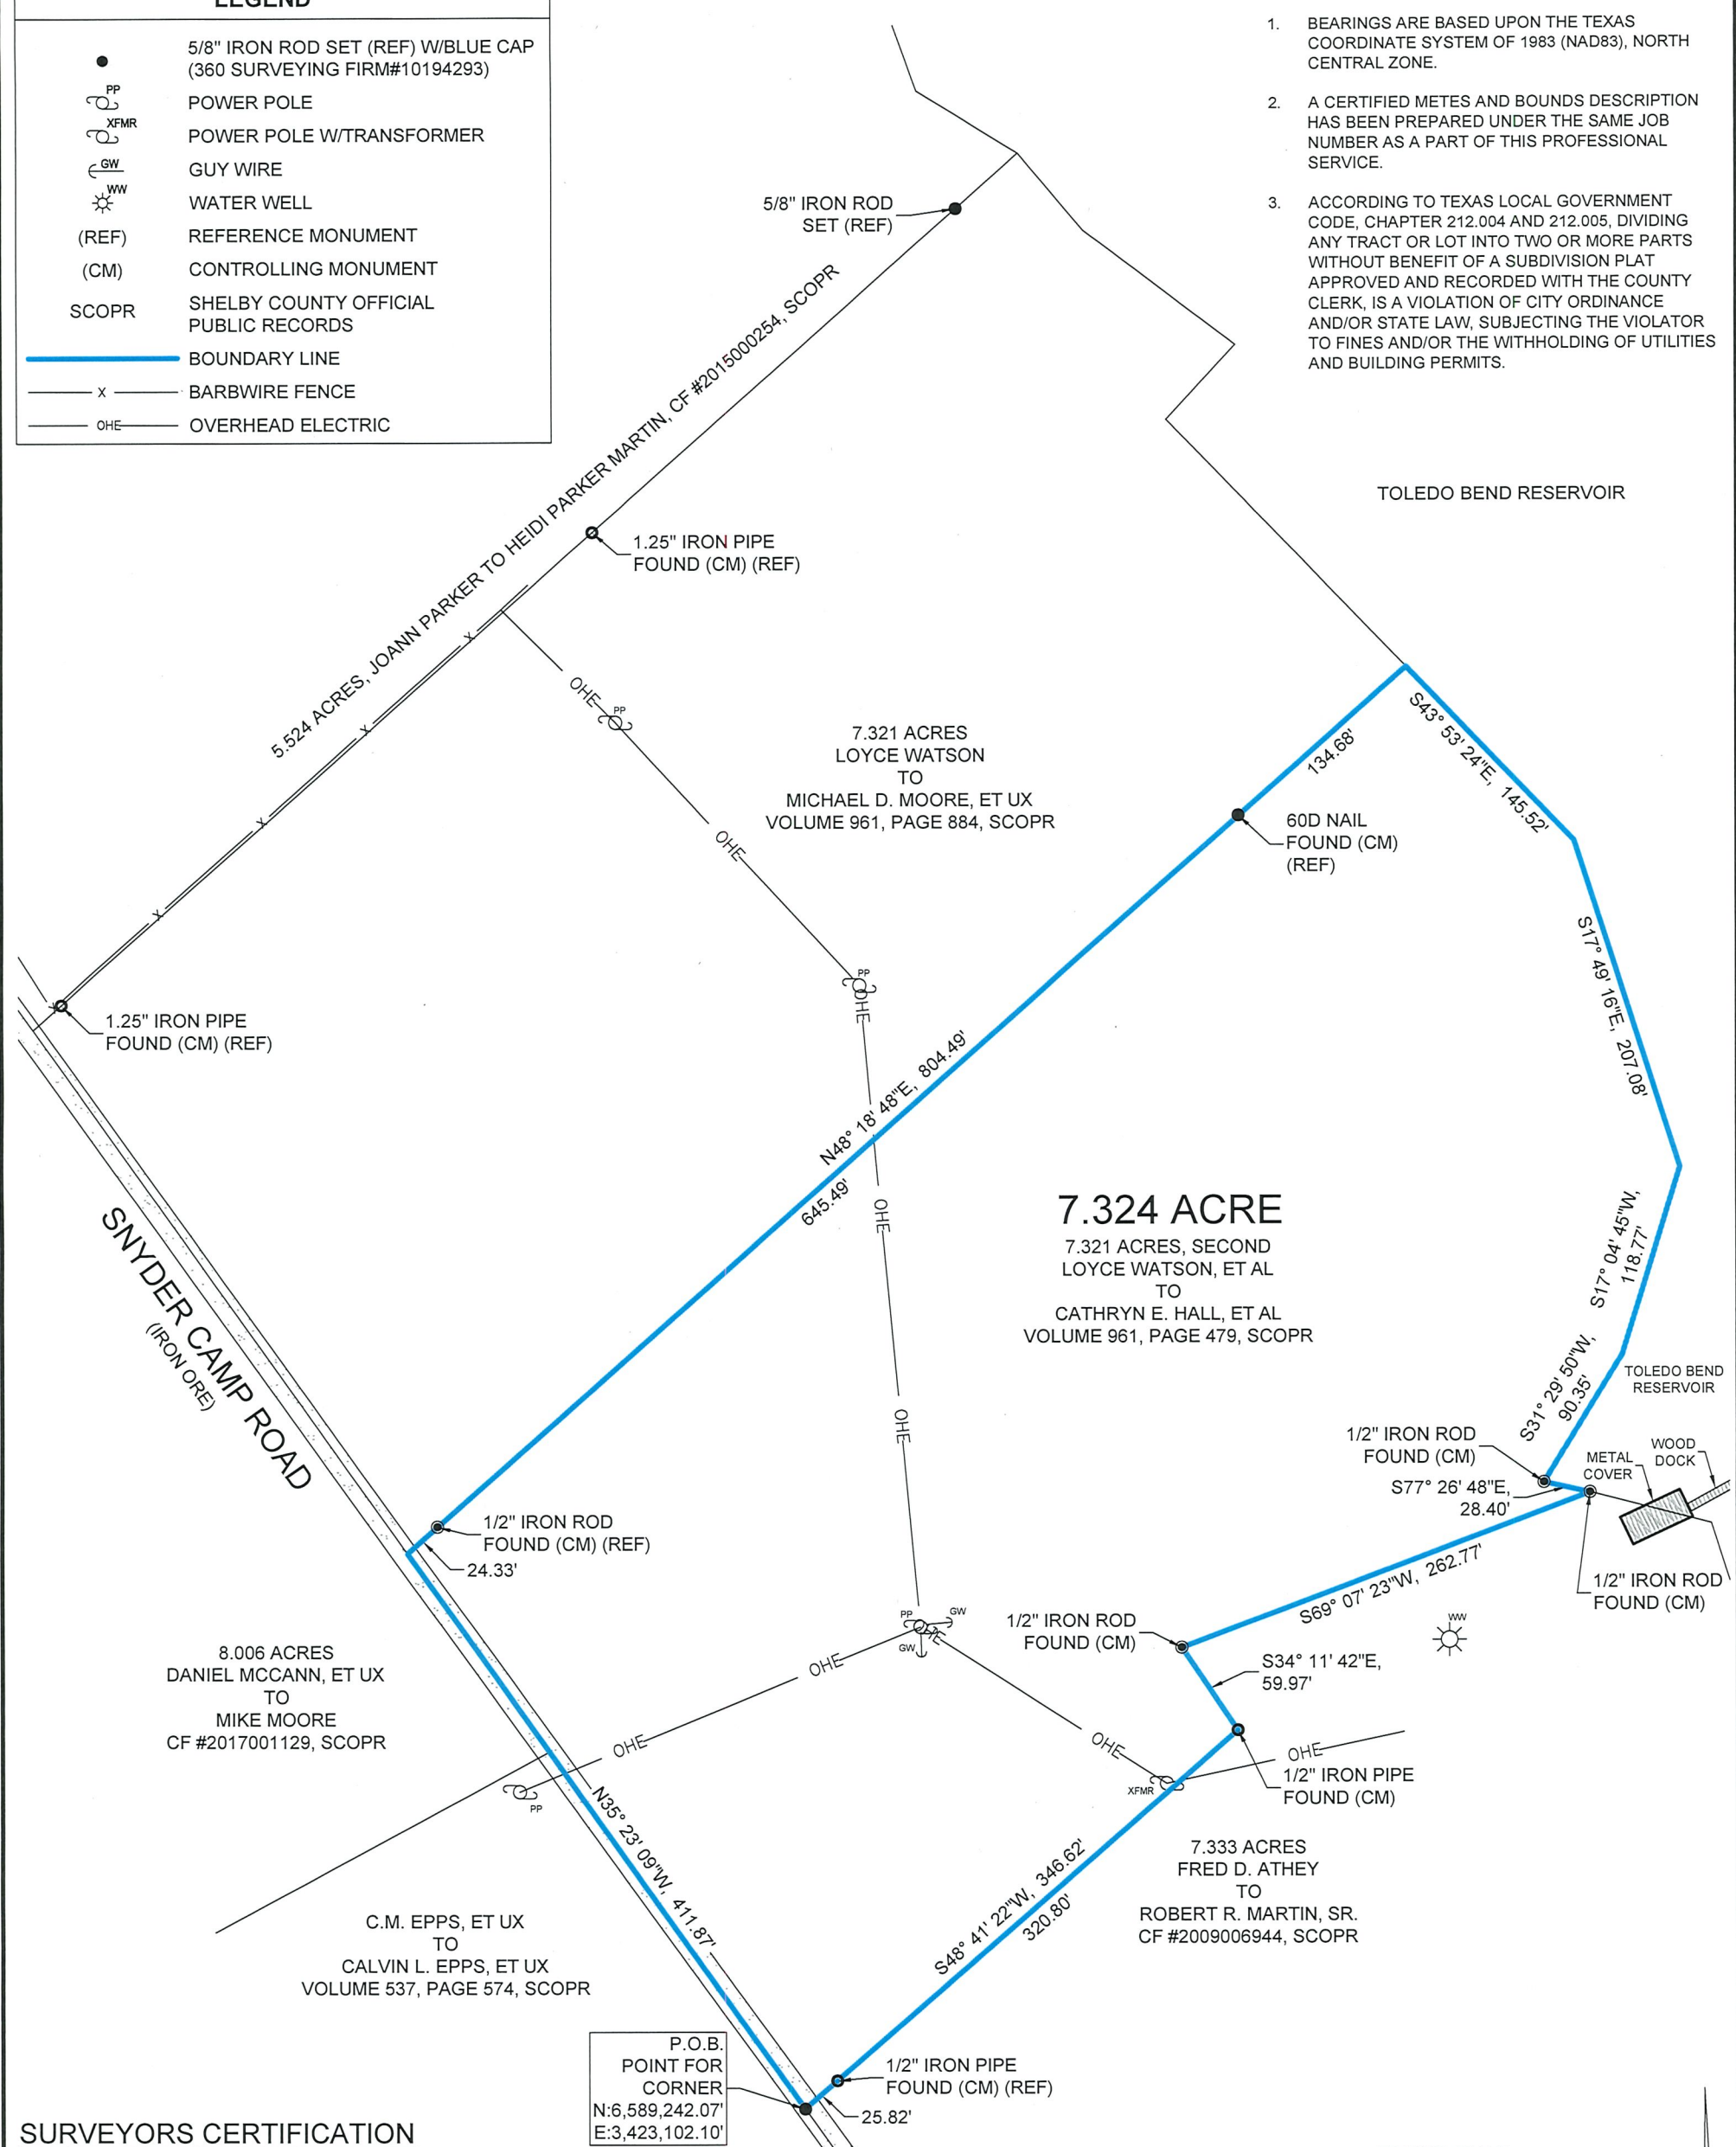 LEGEND
5/8" IRON ROD SET (REF) W/BLUE CAP
(360 SURVEYING FIRM#10194293)
PP
POWER POLE
XFMR
POWER POLE W/TRANSFORMER
GW
GUY WIRE
WW
WATER WELL
(REF)
REFERENCE MONUMENT
(CM)
CONTROLLING MONUMENT
SCOPR
SHELBY COUNTY OFFICIAL
PUBLIC RECORDS
BOUNDARY LINE
X
BARBWIRE FENCE
OHE
OVERHEAD ELECTRIC
1. BEARINGS ARE BASED UPON THE TEXAS
COORDINATE SYSTEM OF 1983 (NAD83), NORTH
CENTRAL ZONE.
2. A CERTIFIED METES AND BOUNDS DESCRIPTION
HAS BEEN PREPARED UNDER THE SAME JOB
NUMBER AS A PART OF THIS PROFESSIONAL
SERVICE.
3. ACCORDING TO TEXAS LOCAL GOVERNMENT
CODE, CHAPTER 212.004 AND 212.005, DIVIDING
ANY TRACT OR LOT INTO TWO OR MORE PARTS
WITHOUT BENEFIT OF A SUBDIVISION PLAT
APPROVED AND RECORDED WITH THE COUNTY
CLERK, IS A VIOLATION OF CITY ORDINANCE
AND/OR STATE LAW, SUBJECTING THE VIOLATOR
TO FINES AND/OR THE WITHHOLDING OF UTILITIES
AND BUILDING PERMITS.
5/8" IRON ROD
SET (REF)
5.524 ACRES, JOANN PARKER TO HEIDI PARKER MARTIN, CF #2015000254, SCOPR
TOLEDO BEND RESERVOIR
1.25" IRON PIPE
FOUND (CM) (REF)
X
X
X
X
X
OHE
PP
7.321 ACRES
LOYCE WATSON
TO
MICHAEL D. MOORE, ET UX
VOLUME 961, PAGE 884, SCOPR
134.68'
S43° 53' 24"E, 145.52'
60D NAIL
FOUND (CM)
(REF)
OHE
PP
OHE
S17° 49' 16"E, 207.08'
1.25" IRON PIPE
FOUND (CM) (REF)
N48° 18' 48"E, 804.49'
645.49'
OHE
7.324 ACRE
7.321 ACRES, SECOND
LOYCE WATSON, ET AL
TO
CATHRYN E. HALL, ET AL
VOLUME 961, PAGE 479, SCOPR
S17° 04' 45"W,
118.77'
SNYDER CAMP ROAD
(IRON ORE)
S31° 29' 50"W,
90.35'
TOLEDO BEND
RESERVOIR
OHE
1/2" IRON ROD
FOUND (CM)
METAL
COVER
WOOD
DOCK
S77° 26' 48"E,
28.40'
1/2" IRON ROD
FOUND (CM) (REF)
24.33'
S69° 07' 23"W, 262.77'
1/2" IRON ROD
FOUND (CM)
PP
GW
GW
OHE
1/2" IRON ROD
FOUND (CM)
WW
S34° 11' 42"E,
59.97'
8.006 ACRES
DANIEL MCCANN, ET UX
TO
MIKE MOORE
CF #2017001129, SCOPR
OHE
OHE
OHE
OHE
PP
XFMR
1/2" IRON PIPE
FOUND (CM)
N35° 23' 09"W, 411.87'
S48° 41' 22"W, 346.62'
320.80'
7.333 ACRES
FRED D. ATHEY
TO
ROBERT R. MARTIN, SR.
CF #2009006944, SCOPR
C.M. EPPS, ET UX
TO
CALVIN L. EPPS, ET UX
VOLUME 537, PAGE 574, SCOPR
P.O.B.
POINT FOR
CORNER
N:6,589,242.07'
E:3,423,102.10'
1/2" IRON PIPE
FOUND (CM) (REF)
25.82'
SURVEYORS CERTIFICATION